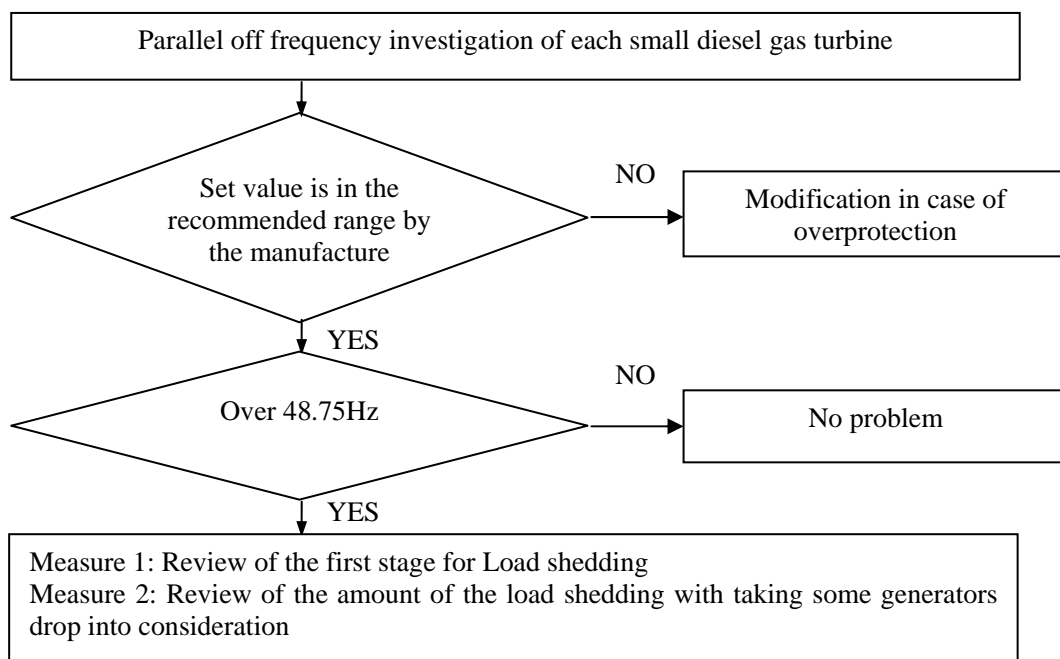 Parallel off frequency investigation of each small diesel gas turbine
Set value is in the
recommended range by
the manufacture
NO
Modification in case of
overprotection
YES
Over 48.75Hz
NO
No problem
YES
Measure 1: Review of the first stage for Load shedding
Measure 2: Review of the amount of the load shedding with taking some generators
drop into consideration